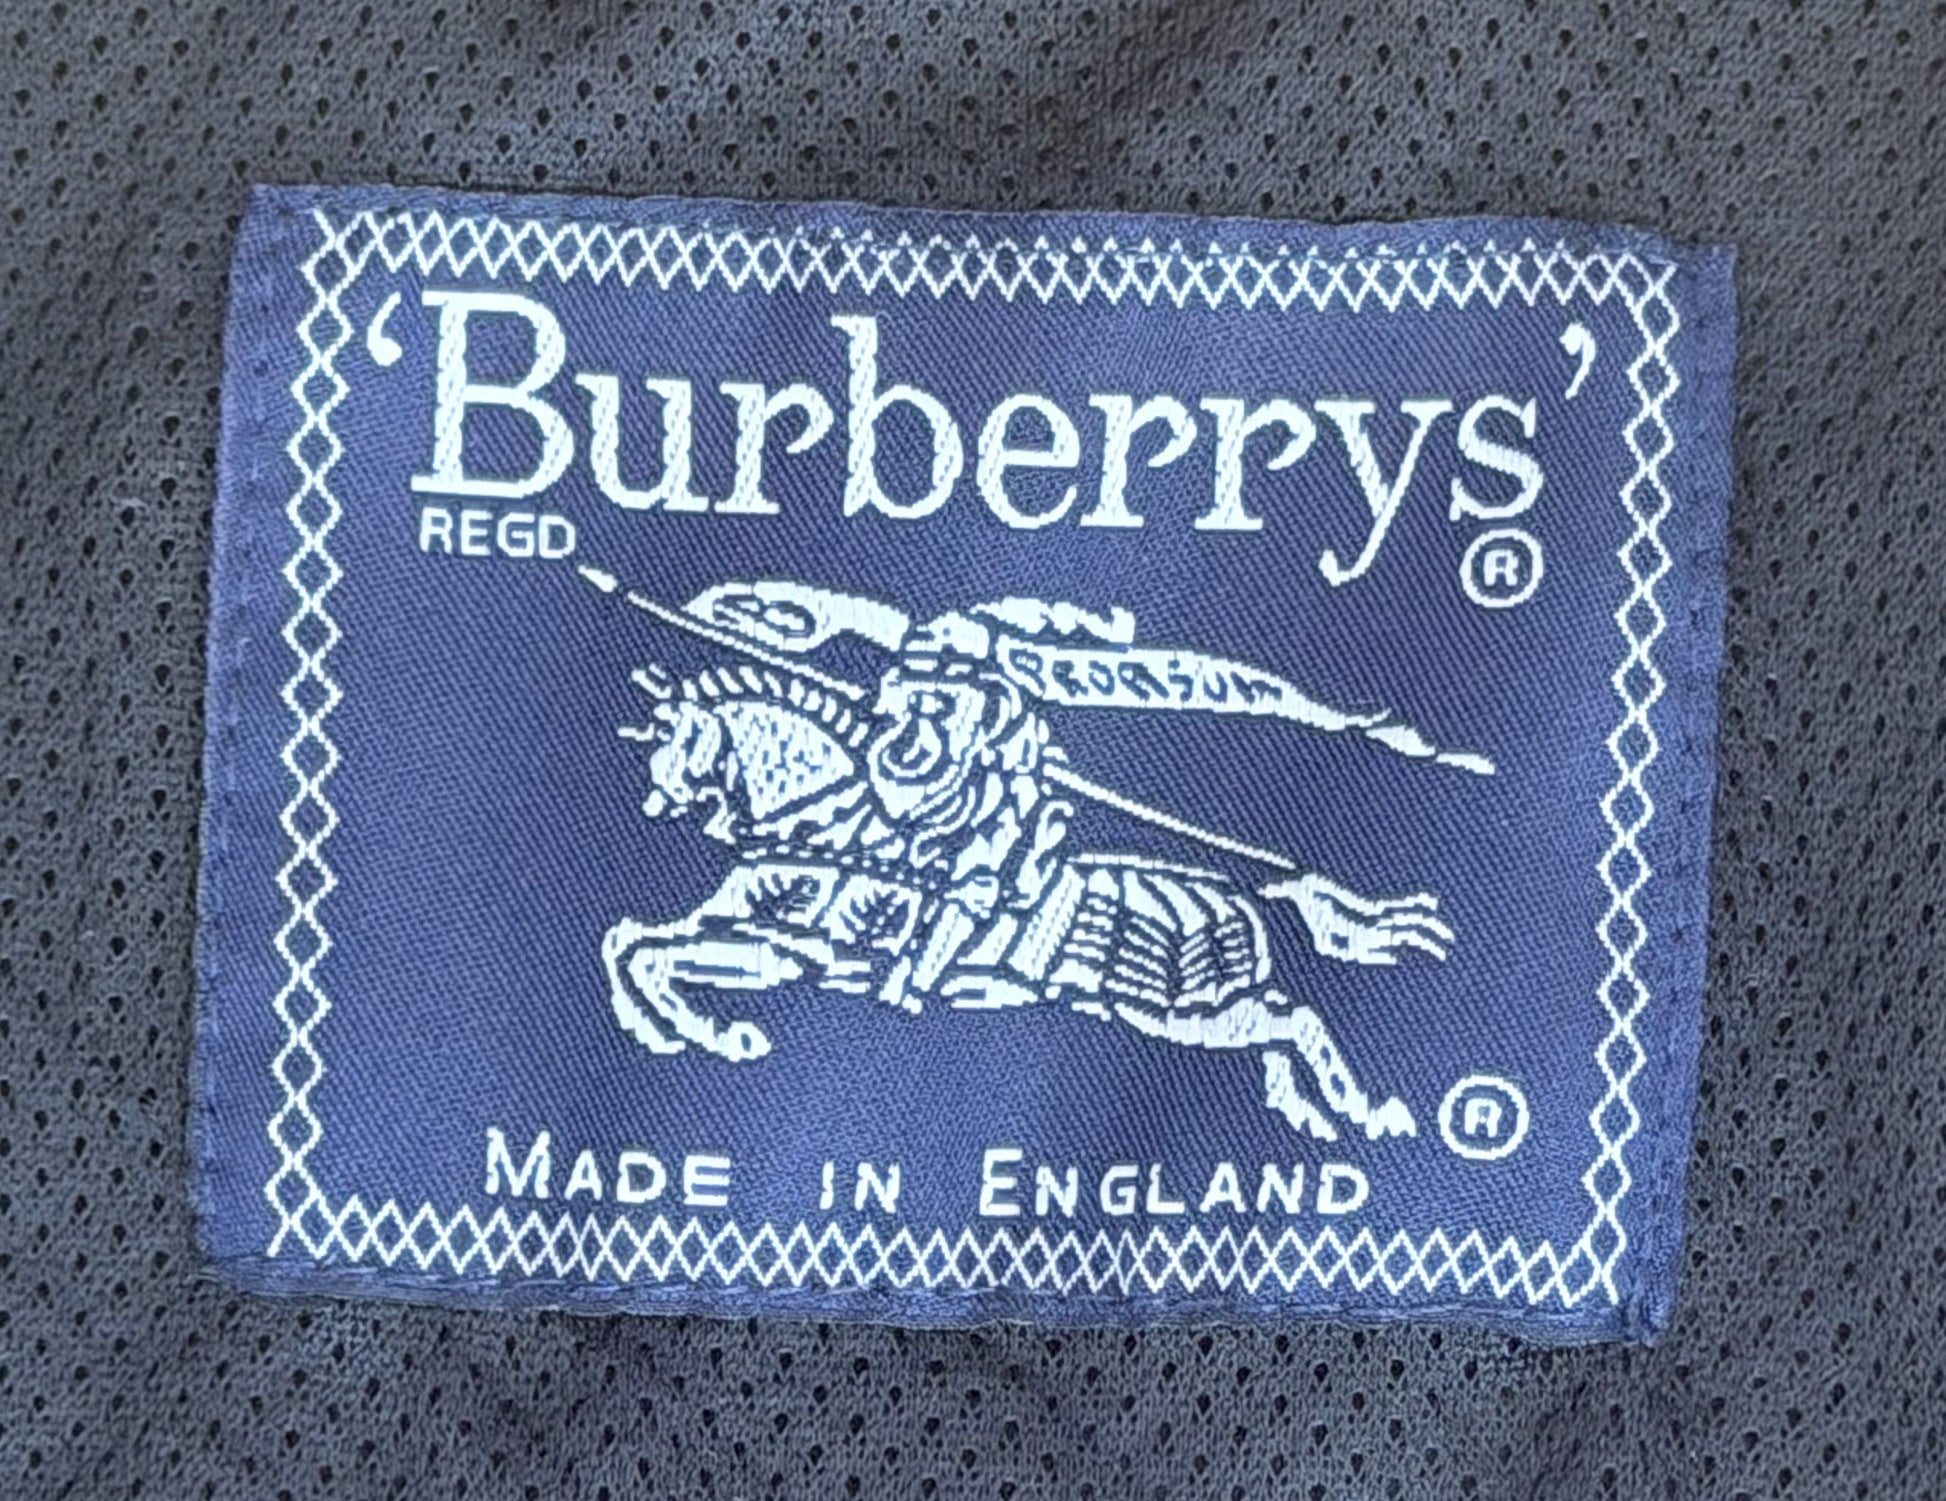 ‘Burberrys’
REGD ®
®
MADE IN ENGLAND